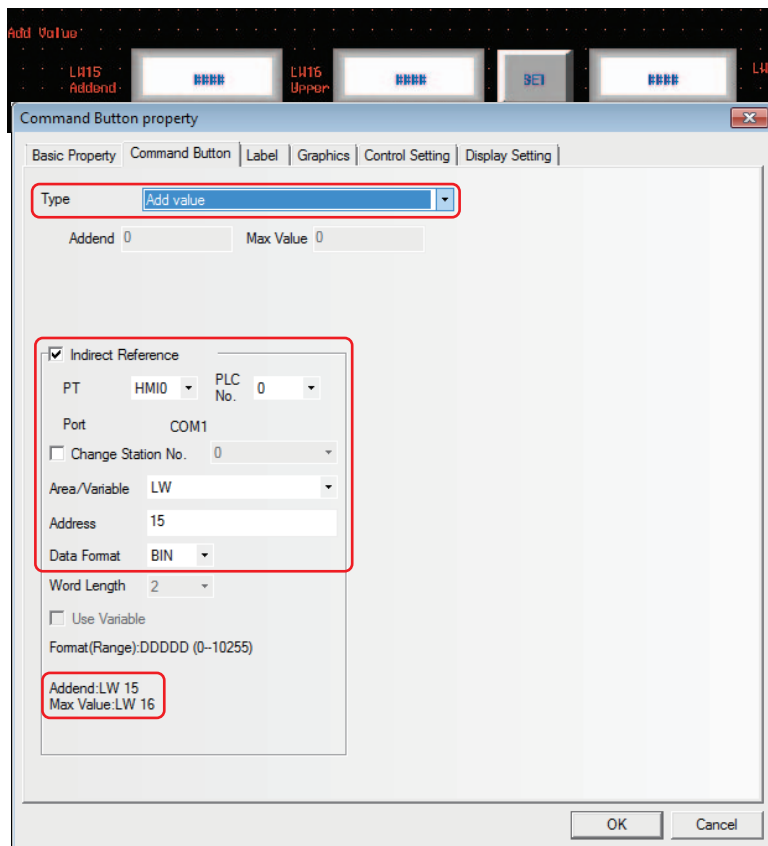 Add Value
LW15
Addend
####
LW16
Upper
####
SET
####
LW
Command Button property
Basic Property Command Button Label Graphics Control Setting Display Setting
Type Add value
Addend 0 Max Value 0
Indirect Reference
PT HMI0 PLC No. 0
Port COM1
Change Station No. 0
Area/Variable LW
Address 15
Data Format BIN
Word Length 2
Use Variable
Format(Range):DDDDD (0--10255)
Addend:LW 15
Max Value:LW 16
OK Cancel